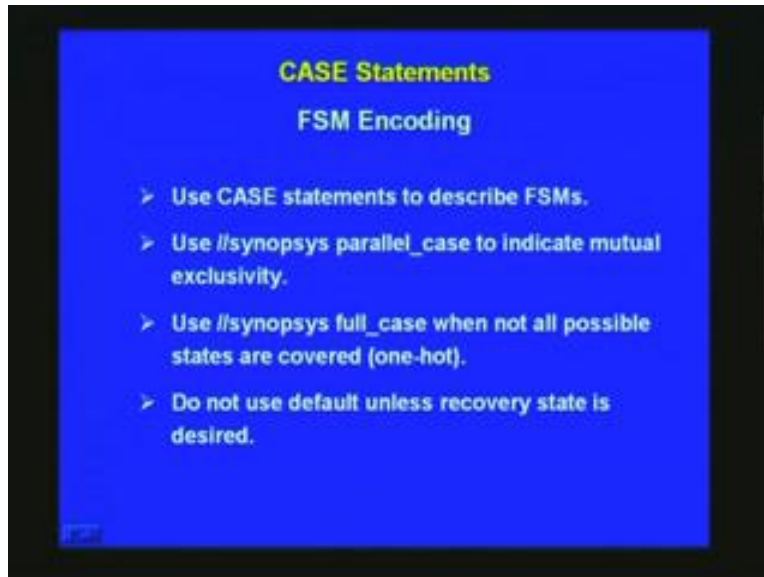 CASE Statements
FSM Encoding
➢ Use CASE statements to describe FSMs.
➢ Use //synopsys parallel_case to indicate mutual
exclusivity.
➢ Use //synopsys full_case when not all possible
states are covered (one-hot).
➢ Do not use default unless recovery state is
desired.